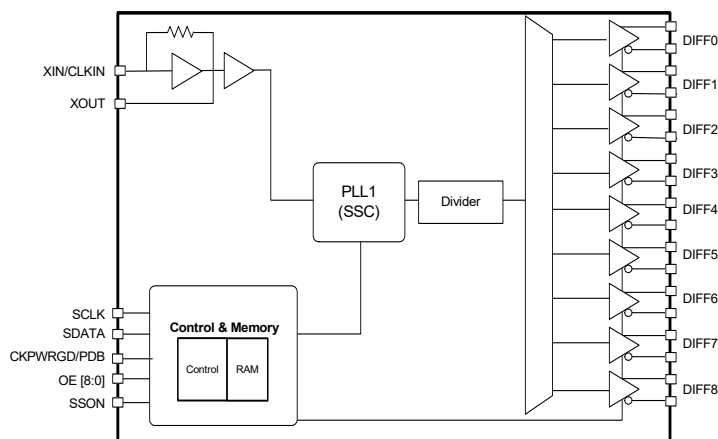 XIN/CLKIN
XOUT
PLL1
(SSC)
Divider
DIFF0
DIFF1
DIFF2
DIFF3
DIFF4
DIFF5
DIFF6
DIFF7
DIFF8
SCLK
SDATA
CKPWRGD/PDB
OE [8:0]
SSON
Control & Memory
Control
RAM